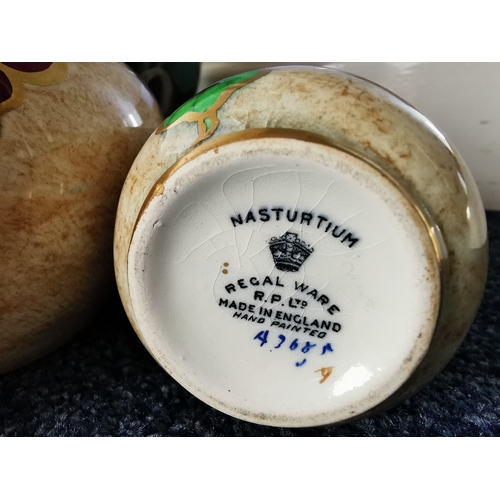 NASTURTIUM
REGAL WARE
R.P. LTD
MADE IN ENGLAND
HAND PAINTED